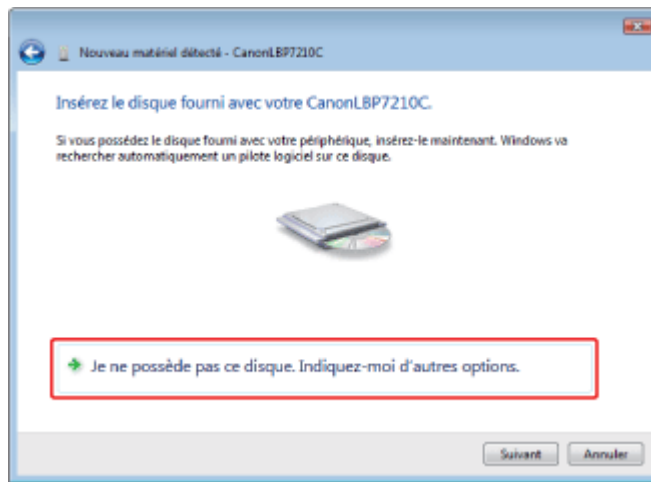 Nouveau matériel détecté - CanonLBP7210C
Insérez le disque fourni avec votre CanonLBP7210C.
Si vous possédez le disque fourni avec votre périphérique, insérez-le maintenant. Windows va
rechercher automatiquement un pilote logiciel sur ce disque.
Je ne possède pas ce disque. Indiquez-moi d'autres options.
Suivant
Annuler